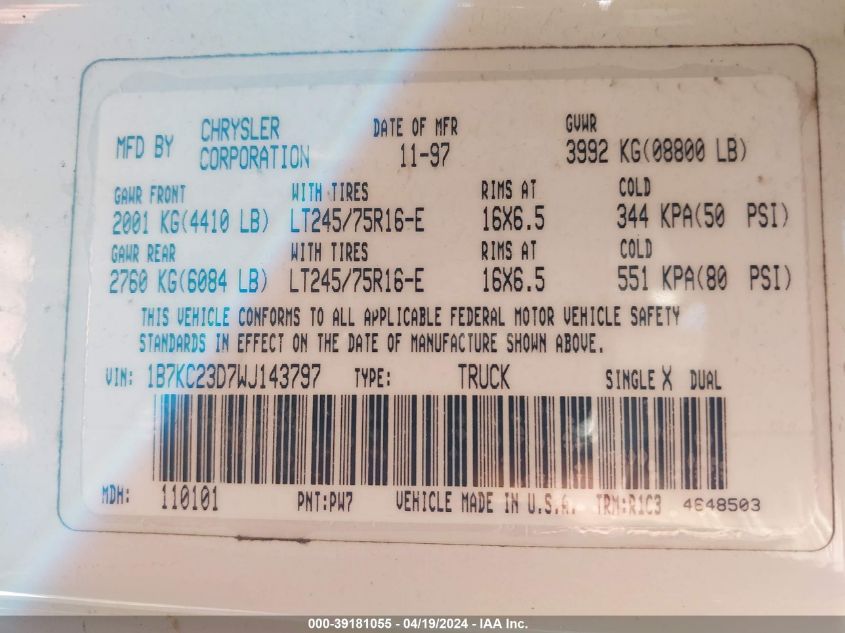 MFD BY CHRYSLER CORPORATION DATE OF MFR 11-97 GVWR 3992 KG(08800 LB)
GAWR FRONT WITH TIRES RIMS AT COLD
2001 KG(4410 LB) LT245/75R16-E 16X6.5 344 KPA(50 PSI)
GAWR REAR WITH TIRES RIMS AT COLD
2760 KG(6084 LB) LT245/75R16-E 16X6.5 551 KPA(80 PSI)
THIS VEHICLE CONFORMS TO ALL APPLICABLE FEDERAL MOTOR VEHICLE SAFETY
STANDARDS IN EFFECT ON THE DATE OF MANUFACTURE SHOWN ABOVE.
VIN: 1B7KC23D7WJ143797 TYPE: TRUCK SINGLE X DUAL
MDH: 110101 PNT:PW7 VEHICLE MADE IN U.S.A. TRM:R1C3 4648503
000-39181055 - 04/19/2024 - IAA Inc.